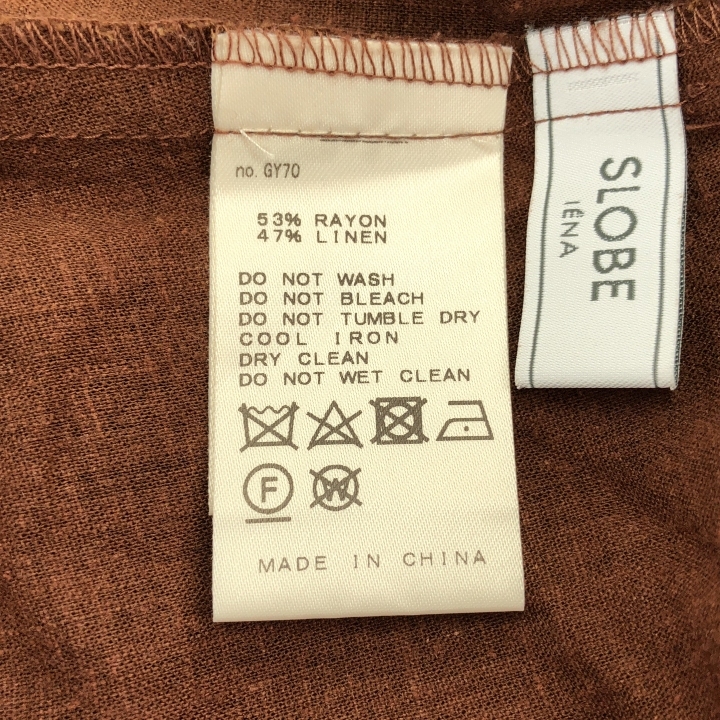 no. GY70
53% RAYON
47% LINEN
DO NOT WASH
DO NOT BLEACH
DO NOT TUMBLE DRY
COOL IRON
DRY CLEAN
DO NOT WET CLEAN
F
W
MADE IN CHINA
SLOBE
IÉNA